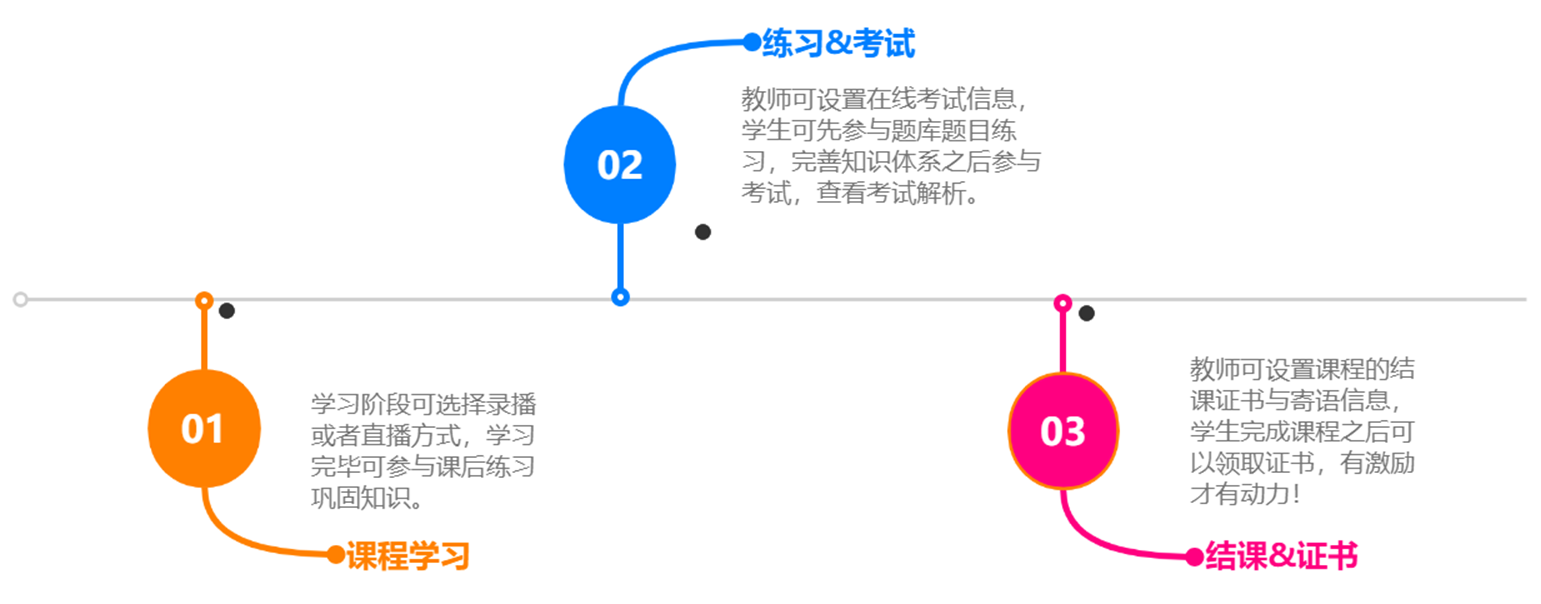 01
学习阶段可选择录播
或者直播方式，学习
完毕可参与课后练习
巩固知识。
课程学习
练习&考试
02
教师可设置在线考试信息，
学生可先参与题库题目练
习，完善知识体系之后参与
考试，查看考试解析。
03
教师可设置课程的结
课证书与寄语信息，
学生完成课程之后可
以领取证书，有激励
才有动力！
结课&证书